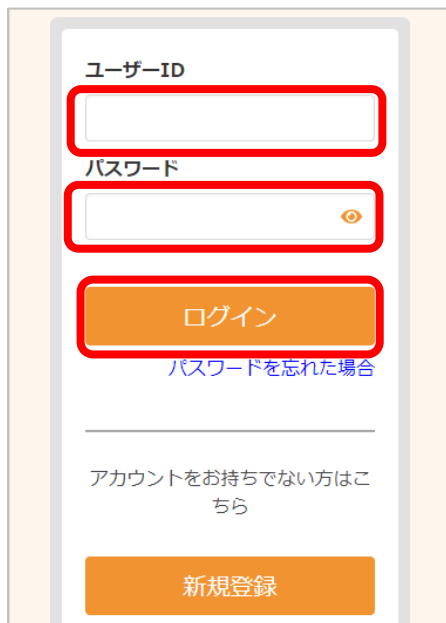 ユーザーID
パスワード
ログイン
パスワードを忘れた場合
アカウントをお持ちでない方はこ
ちら
新規登録